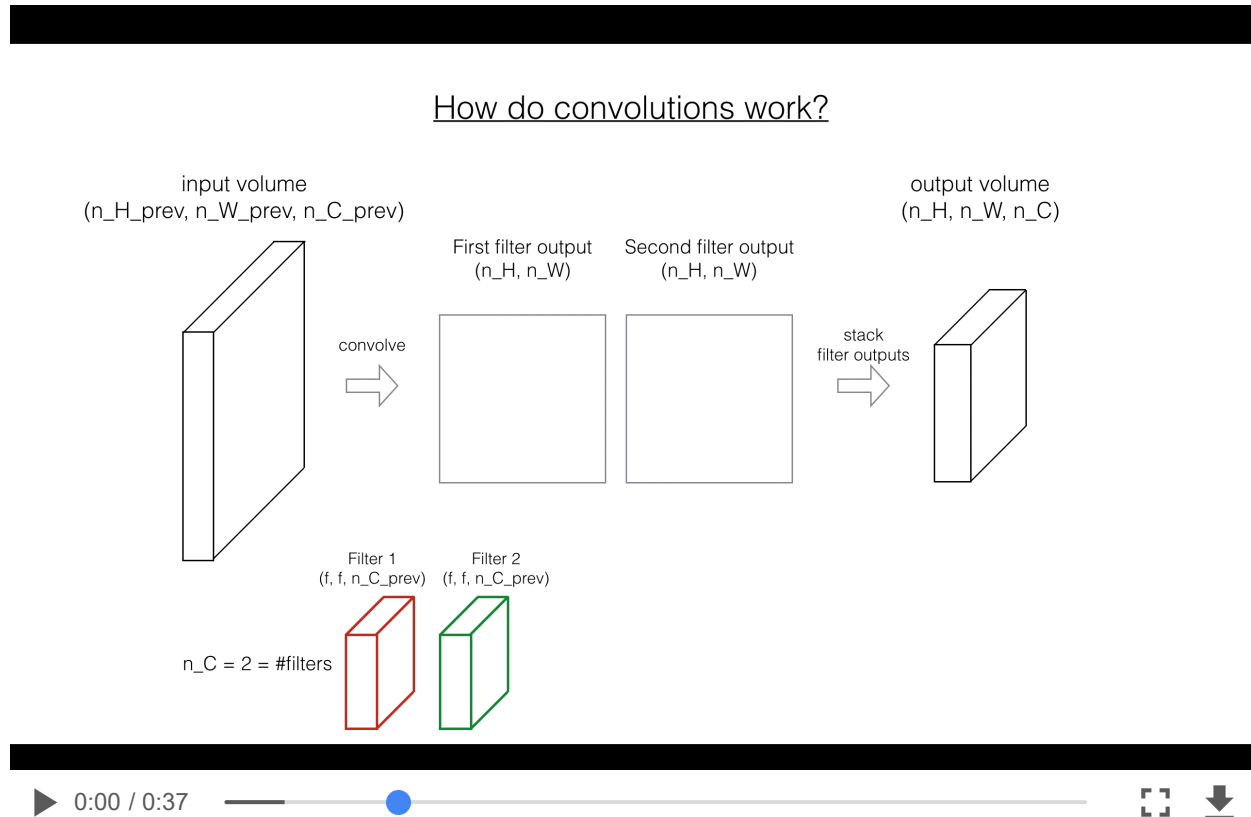 How do convolutions work?
input volume
(n_H_prev, n_W_prev, n_C_prev)
output volume
(n_H, n_W, n_C)
First filter output
(n_H, n_W)
Second filter output
(n_H, n_W)
convolve
stack
filter outputs
Filter 1
(f, f, n_C_prev)
Filter 2
(f, f, n_C_prev)
n_C = 2 = #filters
0:00 / 0:37